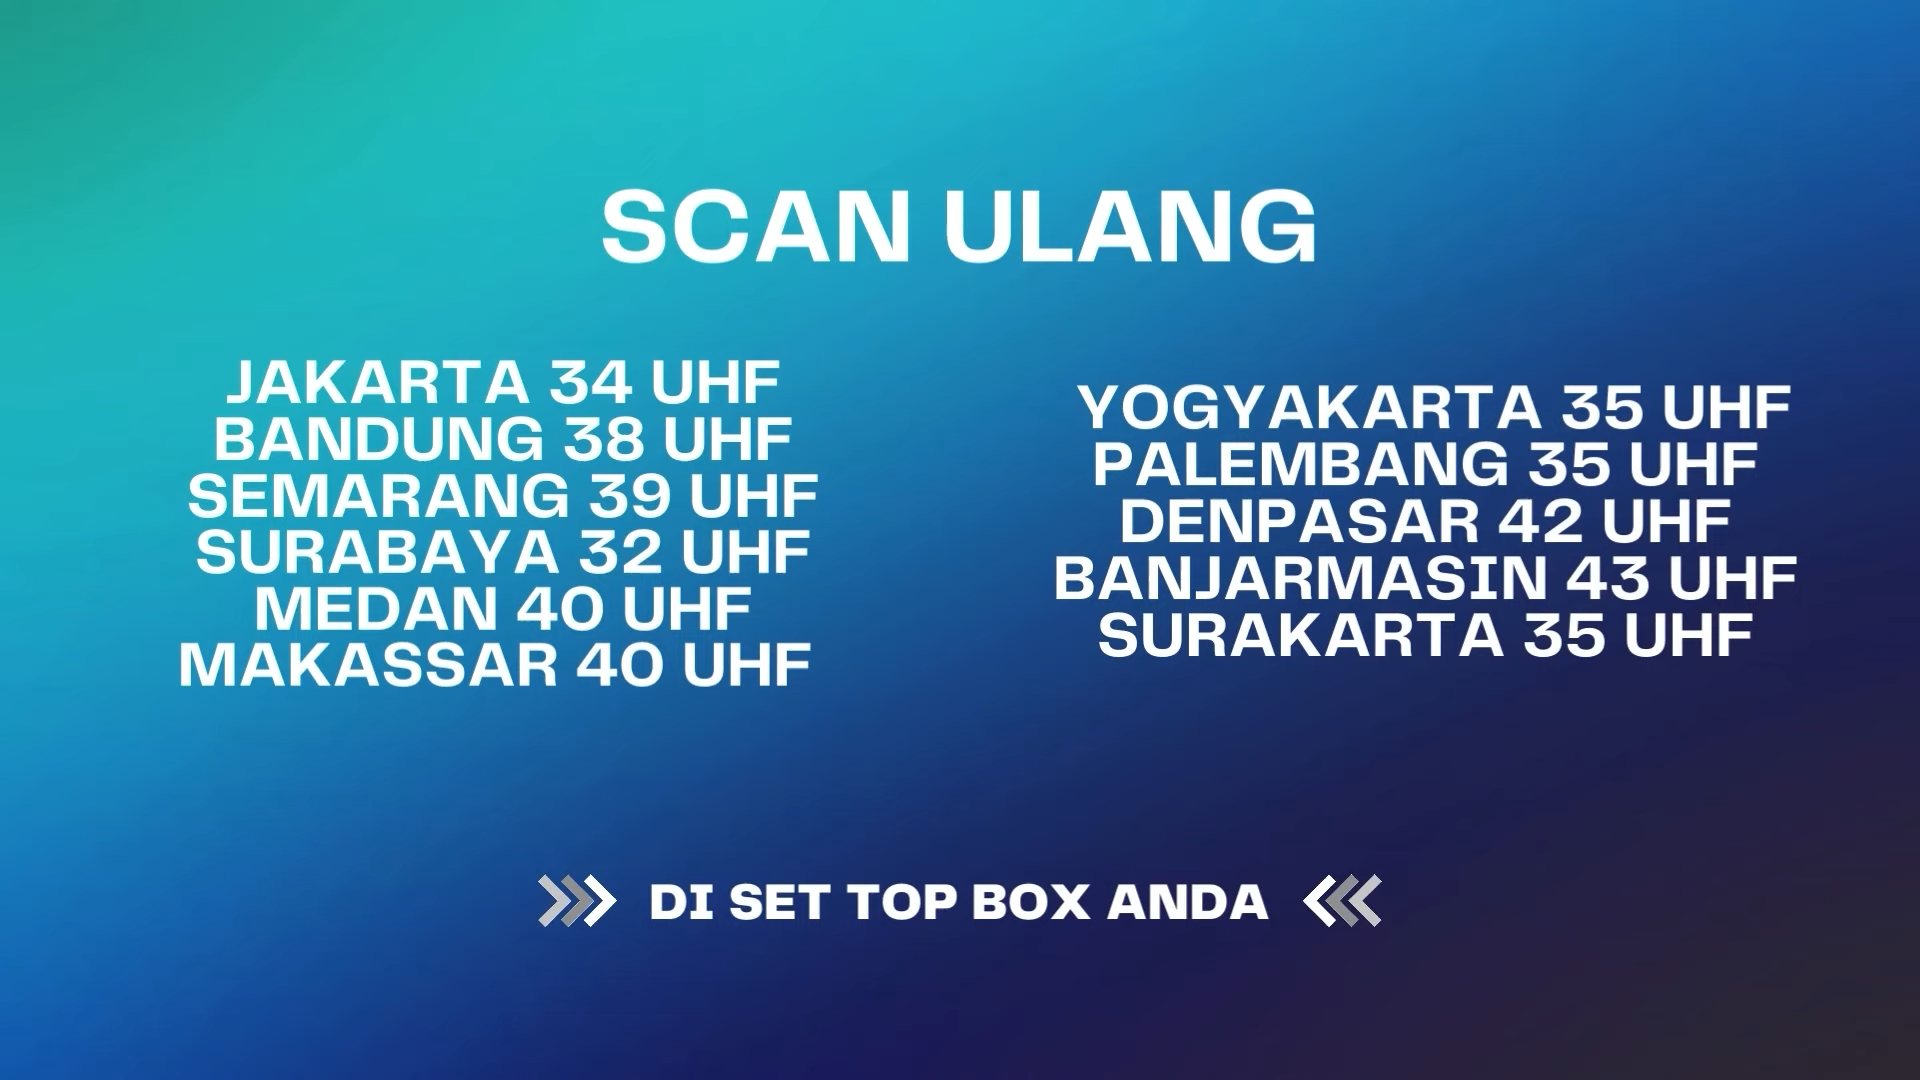 SCAN ULANG
JAKARTA 34 UHF
BANDUNG 38 UHF
SEMARANG 39 UHF
SURABAYA 32 UHF
MEDAN 40 UHF
MAKASSAR 40 UHF
YOGYAKARTA 35 UHF
PALEMBANG 35 UHF
DENPASAR 42 UHF
BANJARMASIN 43 UHF
SURAKARTA 35 UHF
DI SET TOP BOX ANDA